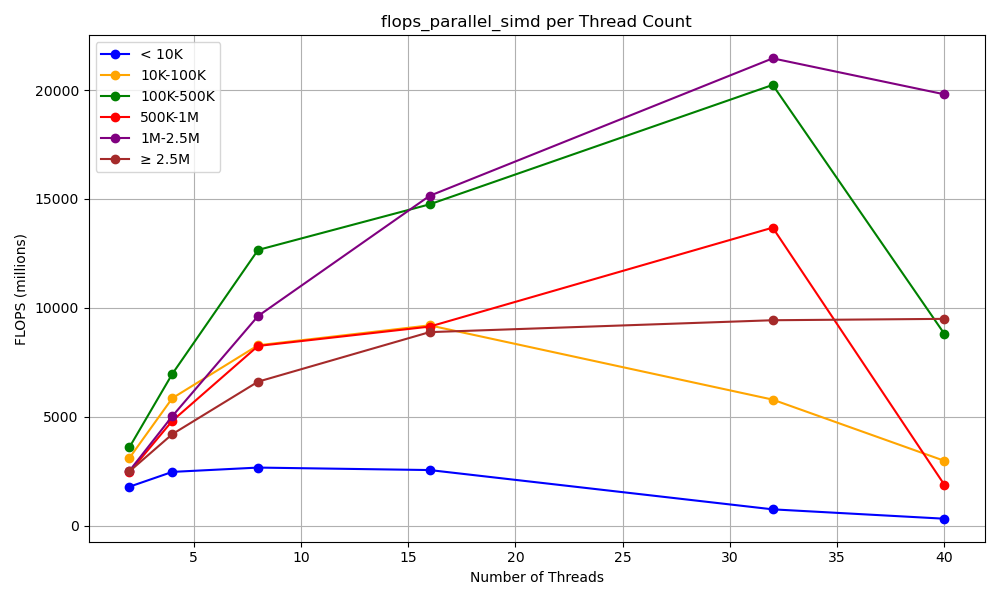 flops_parallel_simd per Thread Count
< 10K
10K-100K
100K-500K
500K-1M
1M-2.5M
≥ 2.5M
FLOPS (millions)
20000
15000
10000
5000
0
5
10
15
20
25
30
35
40
Number of Threads